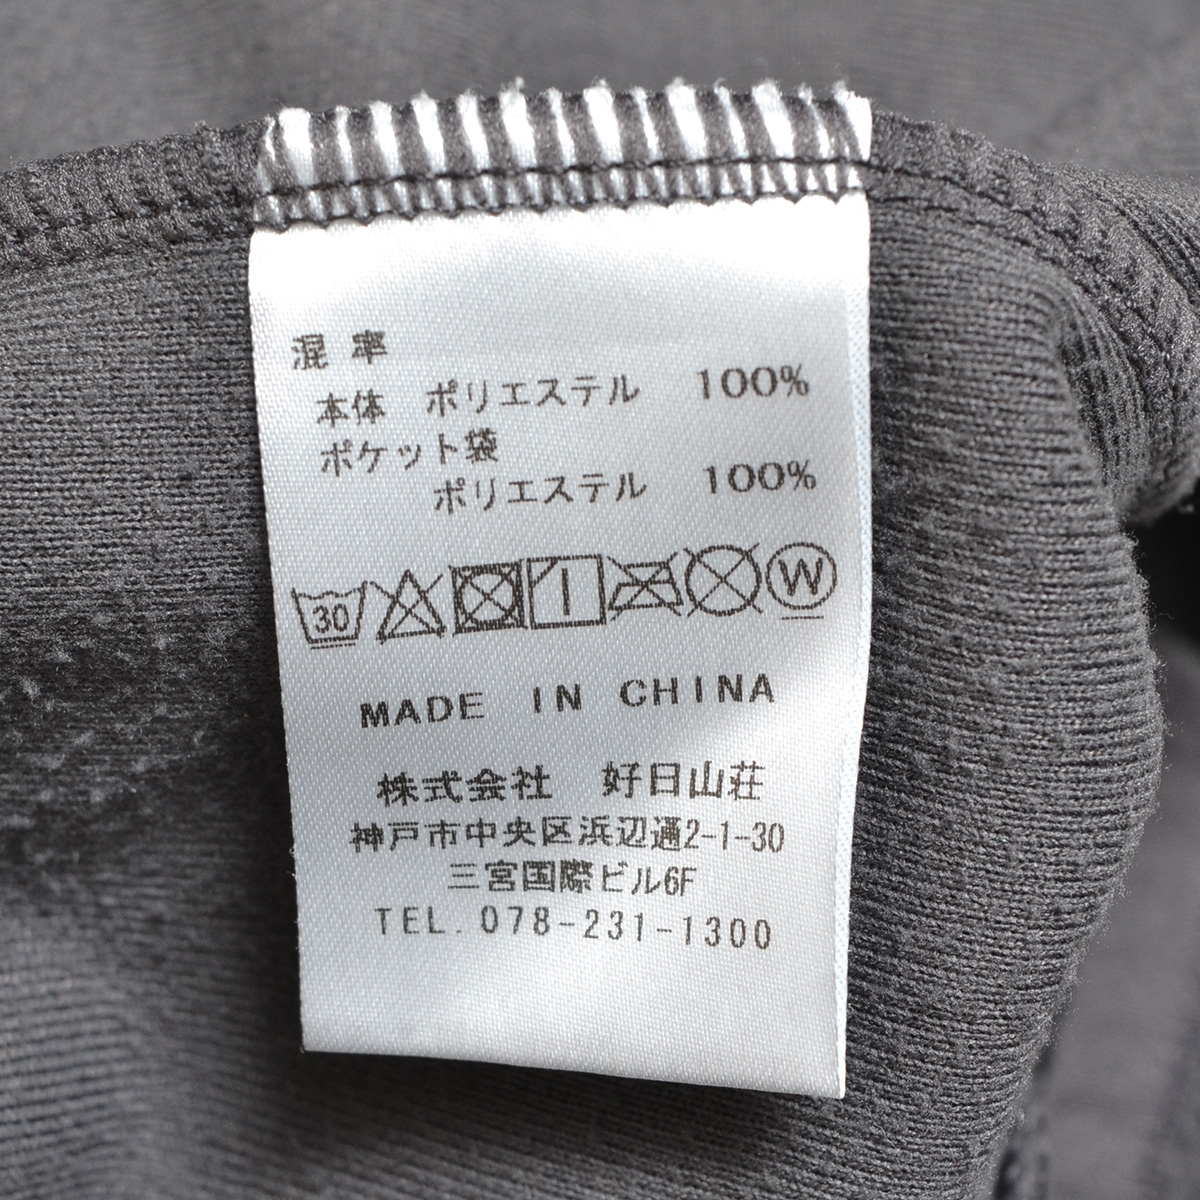 混率
本体 ポリエステル 100%
ポケット袋
ポリエステル 100%
30 W
MADE IN CHINA
株式会社 好日山荘
神戸市中央区浜辺通2-1-30
三宮国際ビル6F
TEL. 078-231-1300